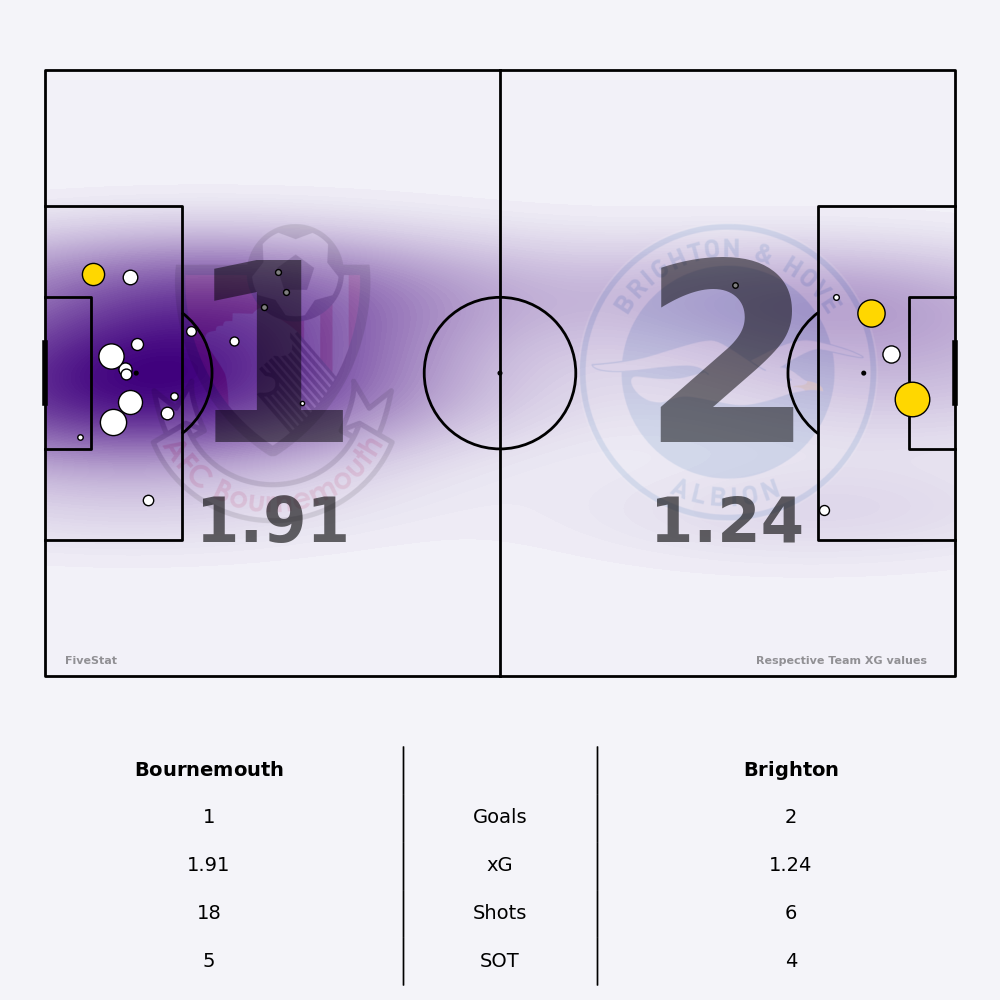 BRIGHTON & HOVE
ALBION
AFC Bournemouth
1
2
1.91
1.24
FiveStat
Respective Team XG values
Bournemouth Brighton
1 Goals 2
1.91 xG 1.24
18 Shots 6
5 SOT 4